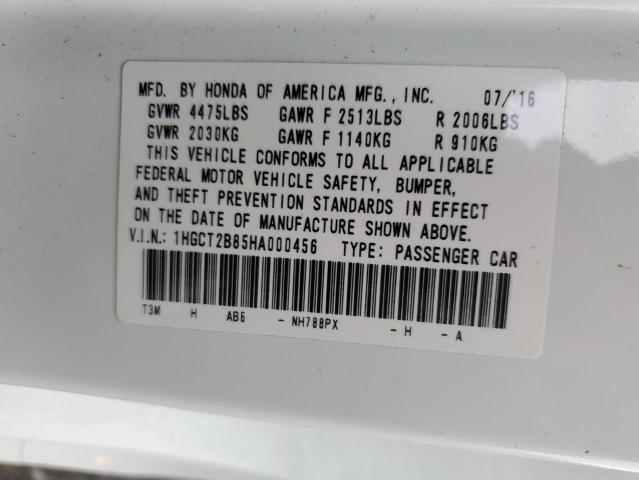 MFD. BY HONDA OF AMERICA MFG., INC. 07/'16
GVWR 4475LBS GAWR F 2513LBS R 2006LBS
GVWR 2030KG GAWR F 1140KG R 910KG
THIS VEHICLE CONFORMS TO ALL APPLICABLE
FEDERAL MOTOR VEHICLE SAFETY, BUMPER,
AND THEFT PREVENTION STANDARDS IN EFFECT
ON THE DATE OF MANUFACTURE SHOWN ABOVE.
V.I.N.: 1HGCT2B85HA000456 TYPE: PASSENGER CAR
T3M H AB6 - NH788PX - H - A